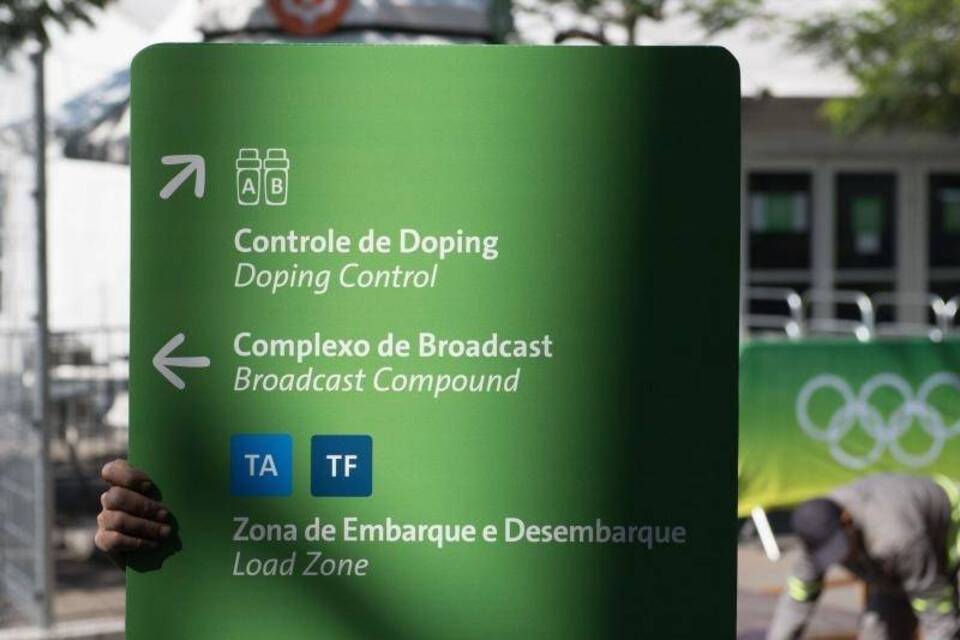 A B
Controle de Doping
Doping Control
Complexo de Broadcast
Broadcast Compound
TA TF
Zona de Embarque e Desembarque
Load Zone